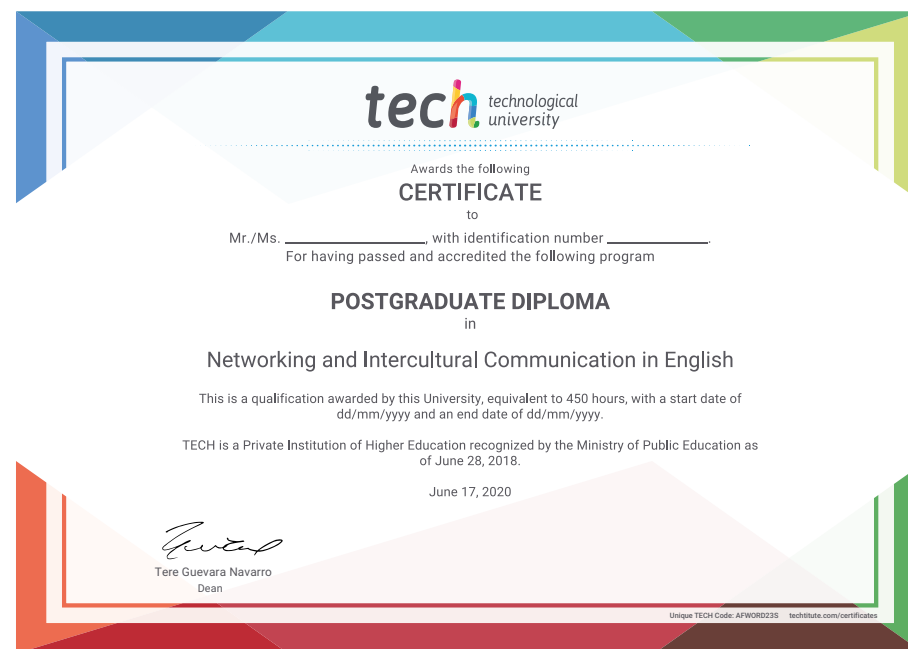 tech technological
university
Awards the following
CERTIFICATE
to
Mr./Ms. ____________________, with identification number ______________.
For having passed and accredited the following program
POSTGRADUATE DIPLOMA
in
Networking and Intercultural Communication in English
This is a qualification awarded by this University, equivalent to 450 hours, with a start date of
dd/mm/yyyy and an end date of dd/mm/yyyy.
TECH is a Private Institution of Higher Education recognized by the Ministry of Public Education as
of June 28, 2018.
June 17, 2020
Tere Guevara Navarro
Dean
Unique TECH Code: AFWORD23S techtitute.com/certificates